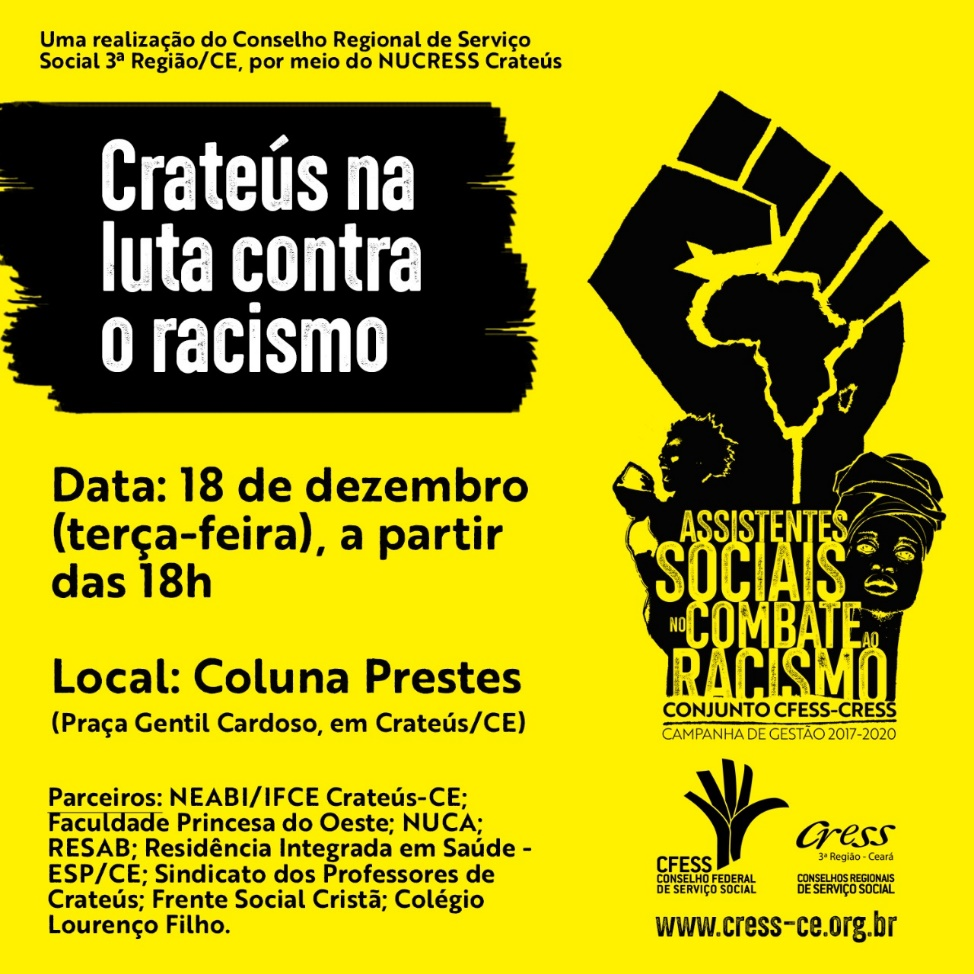 Uma realização do Conselho Regional de Serviço
Social 3ª Região/CE, por meio do NUCRESS Crateús
Crateús na
luta contra
o racismo
Data: 18 de dezembro
(terça-feira), a partir
das 18h
Local: Coluna Prestes
(Praça Gentil Cardoso, em Crateús/CE)
Parceiros: NEABI/IFCE Crateús-CE;
Faculdade Princesa do Oeste; NUCA;
RESAB; Residência Integrada em Saúde -
ESP/CE; Sindicato dos Professores de
Crateús; Frente Social Cristã; Colégio
Lourenço Filho.
ASSISTENTES
SOCIAIS
NO COMBATE AO
RACISMO
CONJUNTO CFESS-CRESS
CAMPANHA DE GESTÃO 2017-2020
CFESS
CONSELHO FEDERAL
DE SERVIÇO SOCIAL
Cress
3ª Região - Ceará
CONSELHOS REGIONAIS
DE SERVIÇO SOCIAL
www.cress-ce.org.br